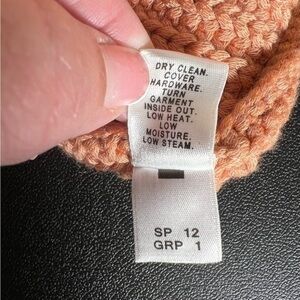 DRY CLEAN.
COVER
HARDWARE.
TURN
GARMENT
INSIDE OUT.
LOW HEAT.
LOW
MOISTURE.
LOW STEAM.
SP 12
GRP 1